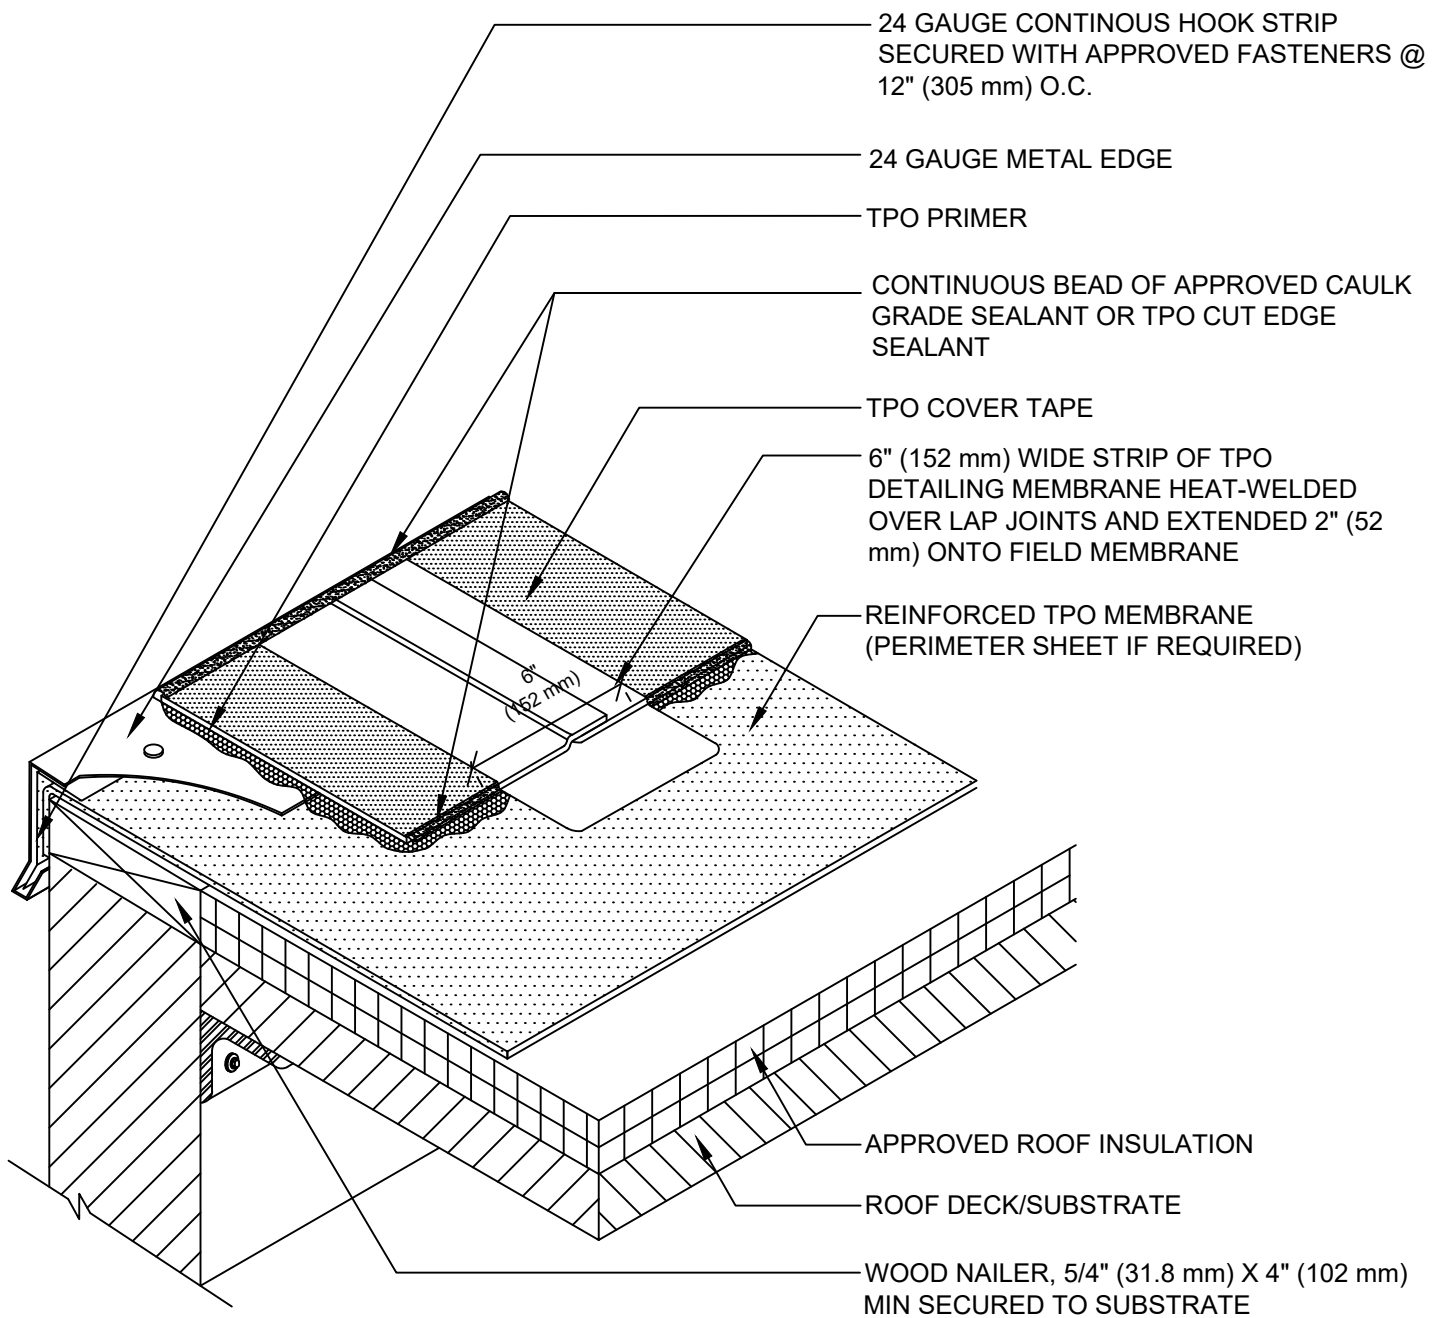 24 GAUGE CONTINOUS HOOK STRIP
SECURED WITH APPROVED FASTENERS @
12" (305 mm) O.C.
24 GAUGE METAL EDGE
TPO PRIMER
CONTINUOUS BEAD OF APPROVED CAULK
GRADE SEALANT OR TPO CUT EDGE
SEALANT
TPO COVER TAPE
6" (152 mm) WIDE STRIP OF TPO
DETAILING MEMBRANE HEAT-WELDED
OVER LAP JOINTS AND EXTENDED 2" (52
mm) ONTO FIELD MEMBRANE
REINFORCED TPO MEMBRANE
(PERIMETER SHEET IF REQUIRED)
6"
(152 mm)
APPROVED ROOF INSULATION
ROOF DECK/SUBSTRATE
WOOD NAILER, 5/4" (31.8 mm) X 4" (102 mm)
MIN SECURED TO SUBSTRATE